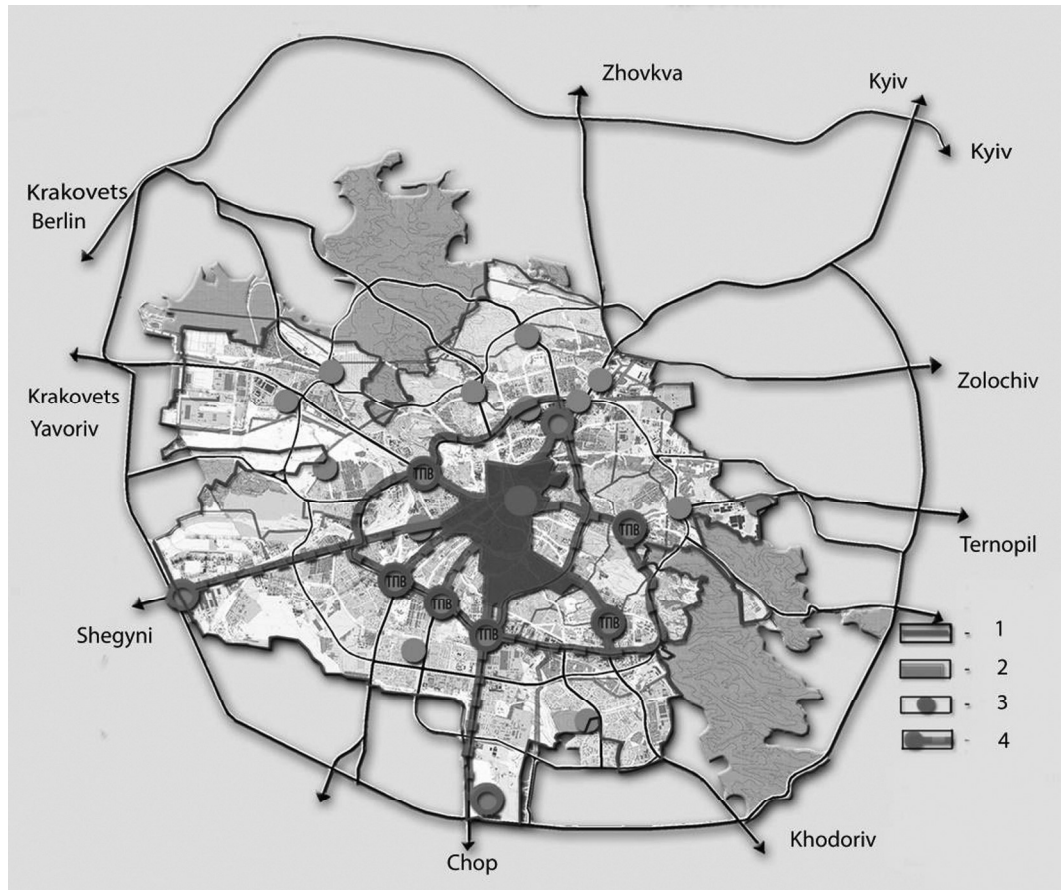 Zhovkva
Kyiv
Kyiv
Krakovets
Berlin
Zolochiv
Krakovets
Yavoriv
ТПВ
ТПВ
Ternopil
ТПВ
ТПВ
ТПВ
ТПВ
Shegyni
- 1
- 2
- 3
- 4
Khodoriv
Chop